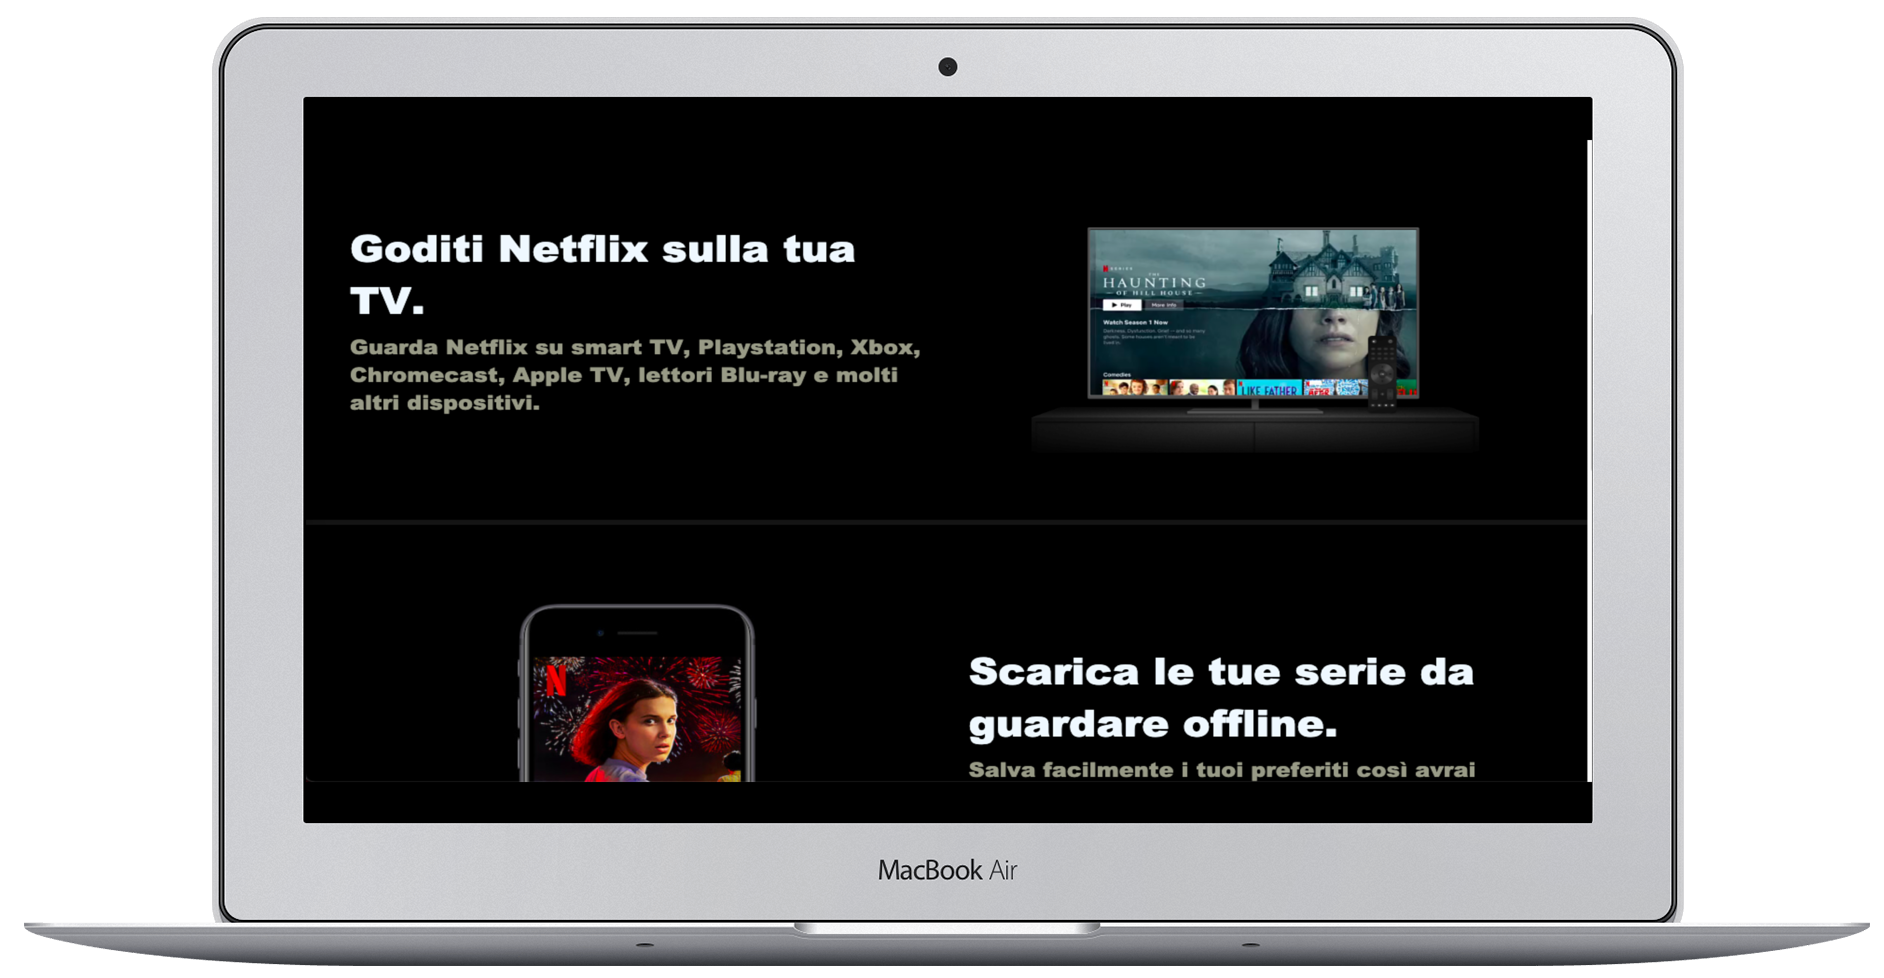 Goditi Netflix sulla tua
TV.
Guarda Netflix su smart TV, Playstation, Xbox,
Chromecast, Apple TV, lettori Blu-ray e molti
altri dispositivi.
N SERIES
THE
HAUNTING
OF HILL HOUSE
Play More Info
Watch Season 1 Now
Comedies
LIKE FATHER
N
Scarica le tue serie da
guardare offline.
Salva facilmente i tuoi preferiti così avrai
MacBook Air